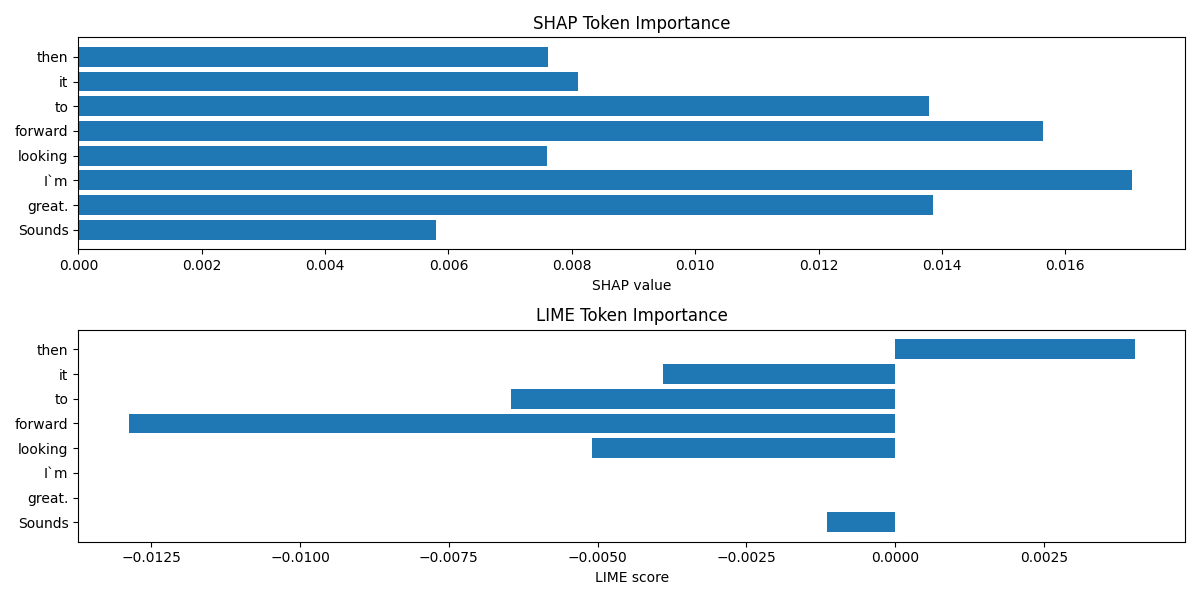 SHAP Token Importance
then
it
to
forward
looking
I`m
great.
Sounds
0.000 0.002 0.004 0.006 0.008 0.010 0.012 0.014 0.016
SHAP value
LIME Token Importance
then
it
to
forward
looking
I`m
great.
Sounds
−0.0125 −0.0100 −0.0075 −0.0050 −0.0025 0.0000 0.0025
LIME score